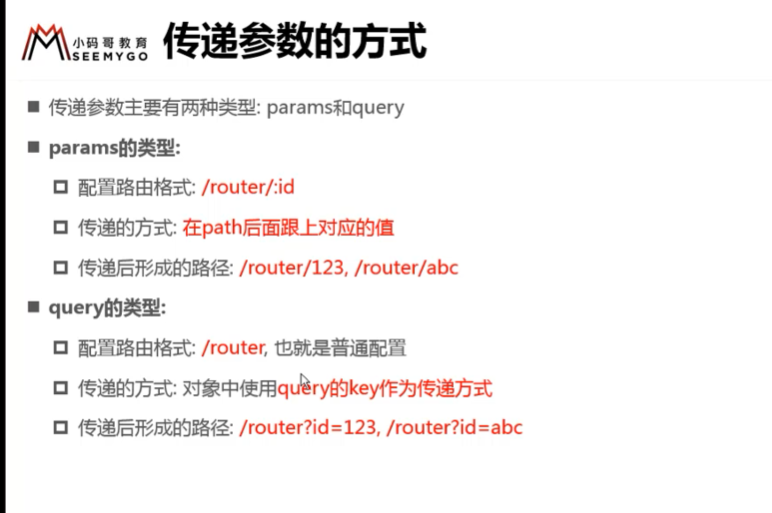 小码哥教育
SEEMYGO
传递参数的方式
传递参数主要有两种类型: params和query
params的类型:
配置路由格式: /router/:id
传递的方式: 在path后面跟上对应的值
传递后形成的路径: /router/123, /router/abc
query的类型:
配置路由格式: /router, 也就是普通配置
传递的方式: 对象中使用query的key作为传递方式
传递后形成的路径: /router?id=123, /router?id=abc